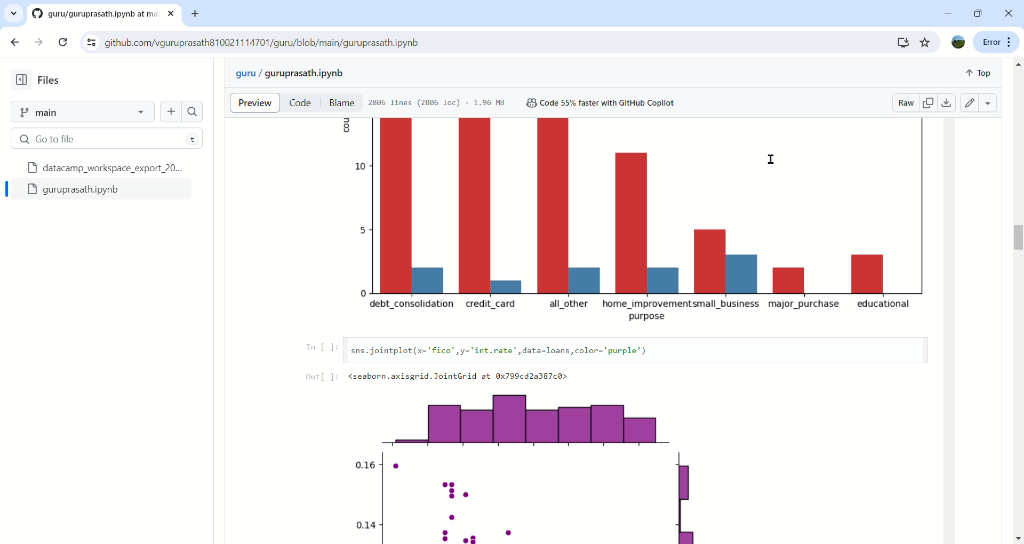 guru/guruprasath.ipynb at mai
github.com/vguruprasath810021114701/guru/blob/main/guruprasath.ipynb
Error
Files
main
Go to file
t
datacamp_workspace_export_20...
guruprasath.ipynb
guru / guruprasath.ipynb
Top
Preview Code Blame 2806 lines (2806 loc) · 1.96 MB Code 55% faster with GitHub Copilot Raw
cou
10
5
0
debt_consolidation credit_card all_other home_improvement small_business major_purchase educational
purpose
In [ ]: sns.jointplot(x='fico',y='int.rate',data=loans,color='purple')
Out[ ]: <seaborn.axisgrid.JointGrid at 0x799cd2a387c0>
0.16
0.14